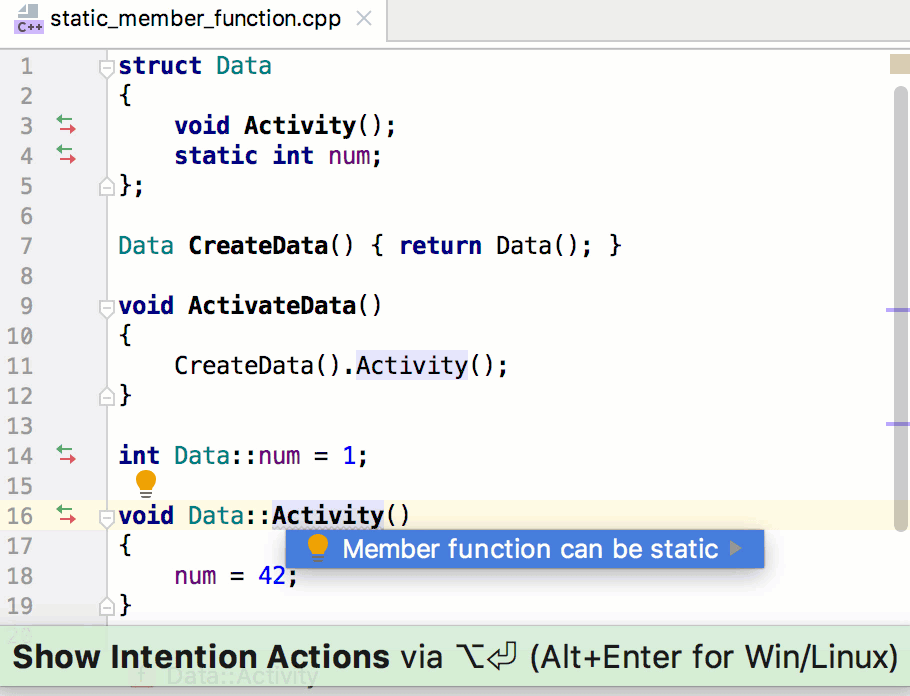 C++ static_member_function.cpp
1 struct Data
2 {
3 void Activity();
4 static int num;
5 };
6
7 Data CreateData() { return Data(); }
8
9 void ActivateData()
10 {
11 CreateData().Activity();
12 }
13
14 int Data::num = 1;
15
16 void Data::Activity()
17 {
Member function can be static
18 num = 42;
19 }
20
Show Intention Actions via ⌥⏎ (Alt+Enter for Win/Linux)
Data::Activity